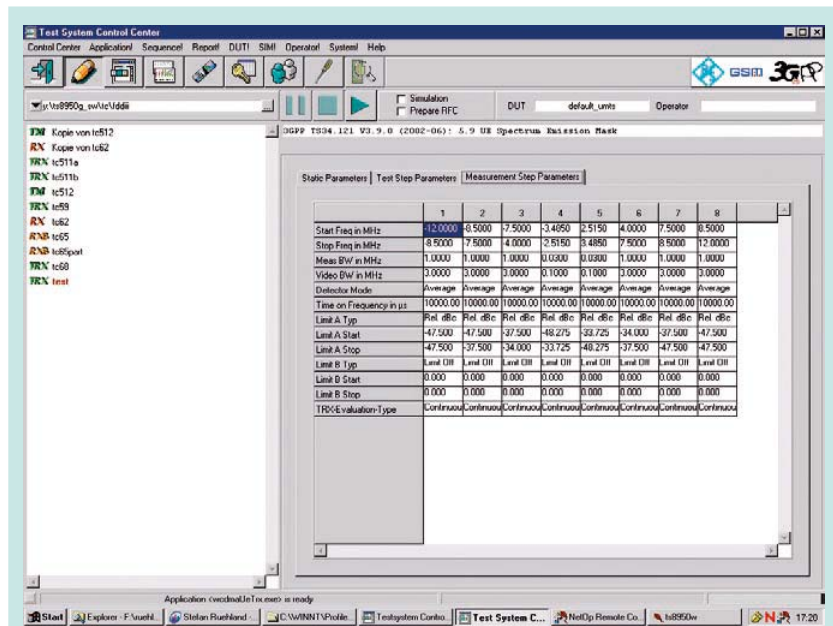 Test System Control Center
Control Center Application! Sequence! Report! DUT! SIM! Operator! System! Help
GSM 3GPP
Simulation
Prepare RFC
DUT default_umts Operator
TM Kopie von tc512
RX Kopie von tc62
TRX tc511a
TRX tc511b
TM tc512
TRX tc59
RX tc62
RXB tc65
RXB tc65part
TRX tc68
TRX test
3GPP TS34.121 V3.9.0 (2002-06): 5.9 UE Spectrum Emission Mask
Static Parameters Test Step Parameters Measurement Step Parameters
1 2 3 4 5 6 7 8
Start Freq in MHz -12.0000 -8.5000 -7.5000 -3.4850 2.5150 4.0000 7.5000 8.5000
Stop Freq in MHz -8.5000 -7.5000 -4.0000 -2.5150 3.4850 7.5000 8.5000 12.0000
Meas BW in MHz 1.0000 1.0000 1.0000 0.0300 0.0300 1.0000 1.0000 1.0000
Video BW in MHz 3.0000 3.0000 3.0000 0.1000 0.1000 3.0000 3.0000 3.0000
Detector Mode Average Average Average Average Average Average Average Average
Time on Frequency in µs 10000.00 10000.00 10000.00 10000.00 10000.00 10000.00 10000.00 10000.00
Limit A Typ Rel. dBc Rel. dBc Rel. dBc Rel. dBc Rel. dBc Rel. dBc Rel. dBc Rel. dBc
Limit A Start -47.500 -47.500 -37.500 -48.275 -33.725 -34.000 -37.500 -47.500
Limit A Stop -47.500 -37.500 -34.000 -33.725 -48.275 -37.500 -47.500 -47.500
Limit B Typ Limit Off Limit Off Limit Off Limit Off Limit Off Limit Off Limit Off Limit Off
Limit B Start 0.000 0.000 0.000 0.000 0.000 0.000 0.000 0.000
Limit B Stop 0.000 0.000 0.000 0.000 0.000 0.000 0.000 0.000
TRX-Evaluation-Type Continuou Continuou Continuou Continuou Continuou Continuou Continuou Continuou
Application <wcdmaUeTrx.exe> is ready
Start Explorer - Stefan Ruehland - C:\WINNT\Profile... Testsystem Contro... Test System C... NetOp Remote Co... ts8950w 17:20